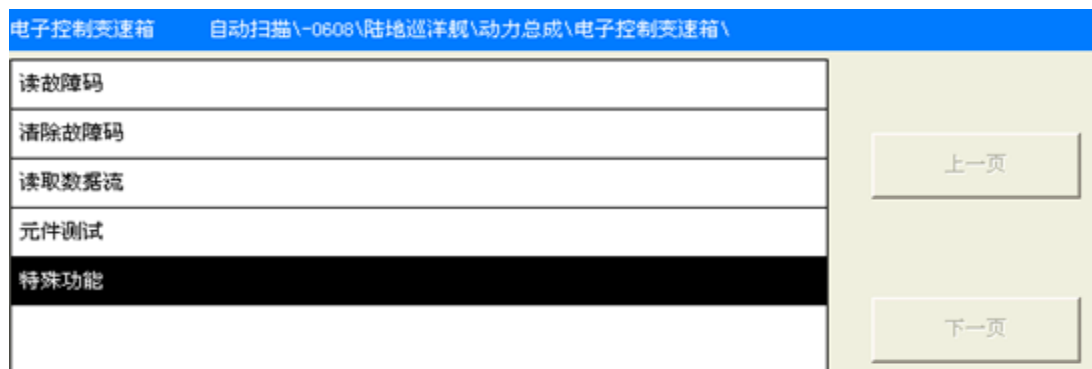 电子控制变速箱 自动扫描\-0608\陆地巡洋舰\动力总成\电子控制变速箱\
读故障码
清除故障码
读取数据流
元件测试
特殊功能
上一页
下一页